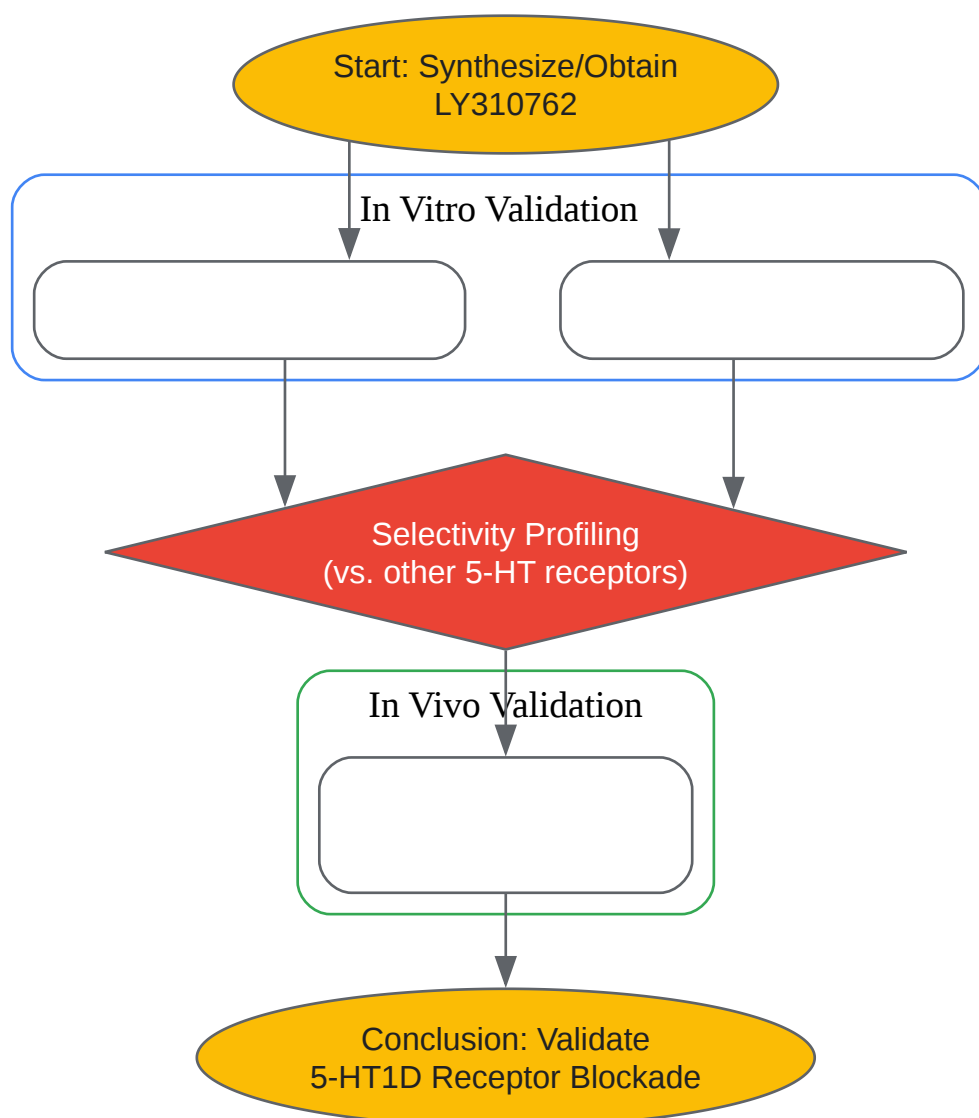 Start: Synthesize/Obtain
LY310762
In Vitro Validation
Selectivity Profiling
(vs. other 5-HT receptors)
In Vivo Validation
Conclusion: Validate
5-HT1D Receptor Blockade